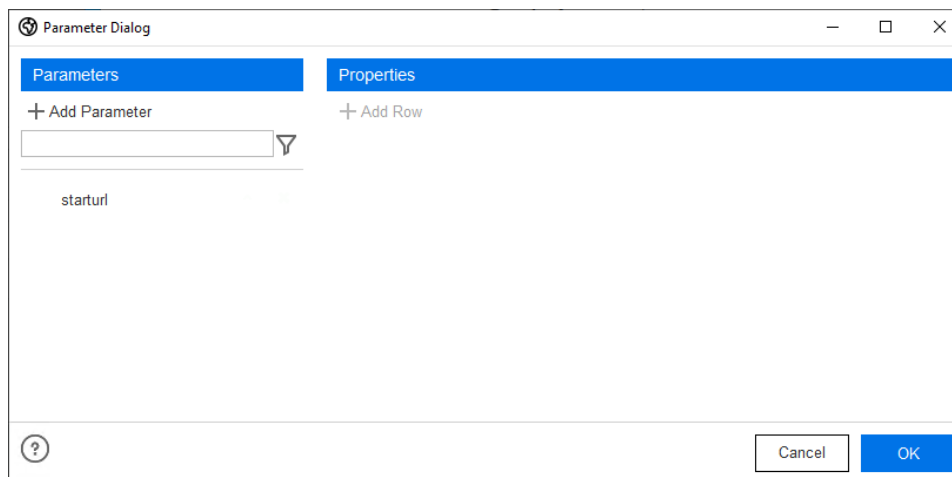 Parameter Dialog
Parameters
Properties
Add Parameter
Add Row
starturl
?
Cancel
OK